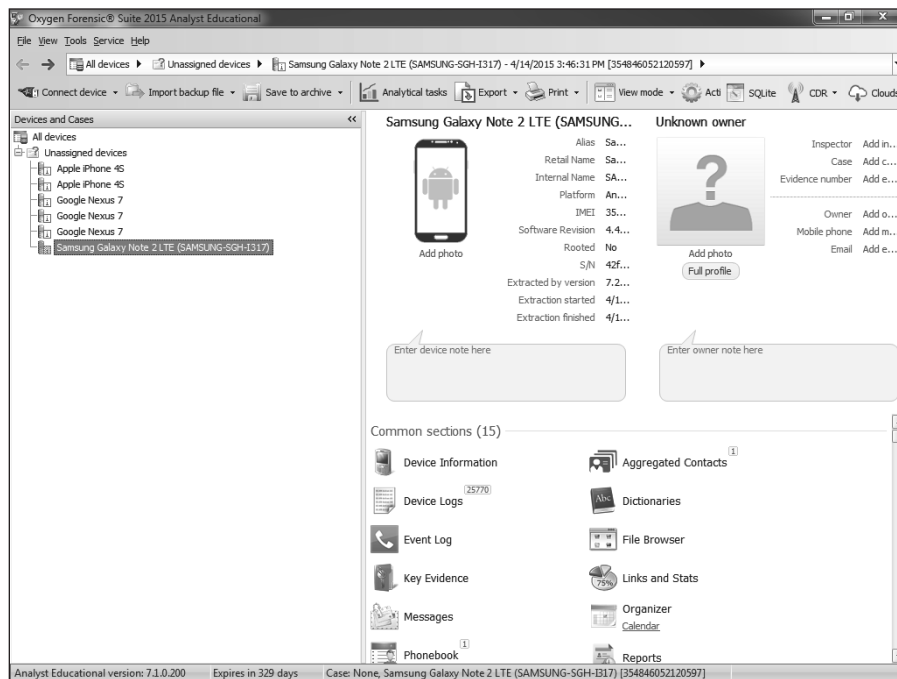 Oxygen Forensic® Suite 2015 Analyst Educational
File View Tools Service Help
All devices Unassigned devices Samsung Galaxy Note 2 LTE (SAMSUNG-SGH-I317) - 4/14/2015 3:46:31 PM [354846052120597]
Connect device Import backup file Save to archive Analytical tasks Export Print View mode Acti SQLite CDR Clouds
Devices and Cases
All devices
Unassigned devices
Apple iPhone 4S
Apple iPhone 4S
Google Nexus 7
Google Nexus 7
Google Nexus 7
Samsung Galaxy Note 2 LTE (SAMSUNG-SGH-I317)
Samsung Galaxy Note 2 LTE (SAMSUNG...
Add photo
Alias Sa...
Retail Name Sa...
Internal Name SA...
Platform An...
IMEI 35...
Software Revision 4.4...
Rooted No
S/N 42f...
Extracted by version 7.2...
Extraction started 4/1...
Extraction finished 4/1...
Enter device note here
Unknown owner
Add photo
Full profile
Inspector Add in...
Case Add c...
Evidence number Add e...
Owner Add o...
Mobile phone Add m...
Email Add e...
Enter owner note here
Common sections (15)
Device Information
Aggregated Contacts 1
Device Logs 25770
Abc Dictionaries
Event Log
File Browser
Key Evidence
75% Links and Stats
Messages
Organizer
Calendar
Phonebook 1
Reports
Analyst Educational version: 7.1.0.200 Expires in 329 days Case: None, Samsung Galaxy Note 2 LTE (SAMSUNG-SGH-I317) [354846052120597]